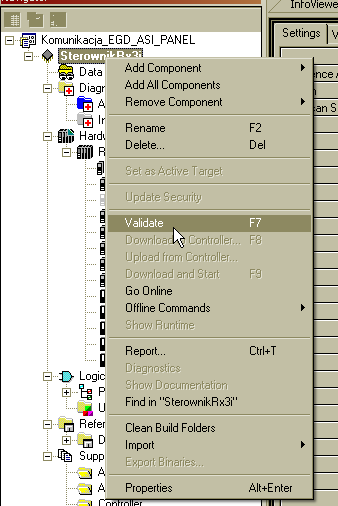 InfoViewer
Settings
Komunikacja_EGD_ASI_PANEL
SterownikRx3i
Data
Diagn
A
In
Hardw
R
Logic
P
U
Refer
D
Supp
A
A
Controller
Add Component
Add All Components
Remove Component
Rename F2
Delete... Del
Set as Active Target
Update Security
Validate F7
Download to Controller... F8
Upload from Controller...
Download and Start F9
Go Online
Offline Commands
Show Runtime
Report... Ctrl+T
Diagnostics
Show Documentation
Find in "SterownikRx3i"
Clean Build Folders
Import
Export Binaries...
Properties Alt+Enter